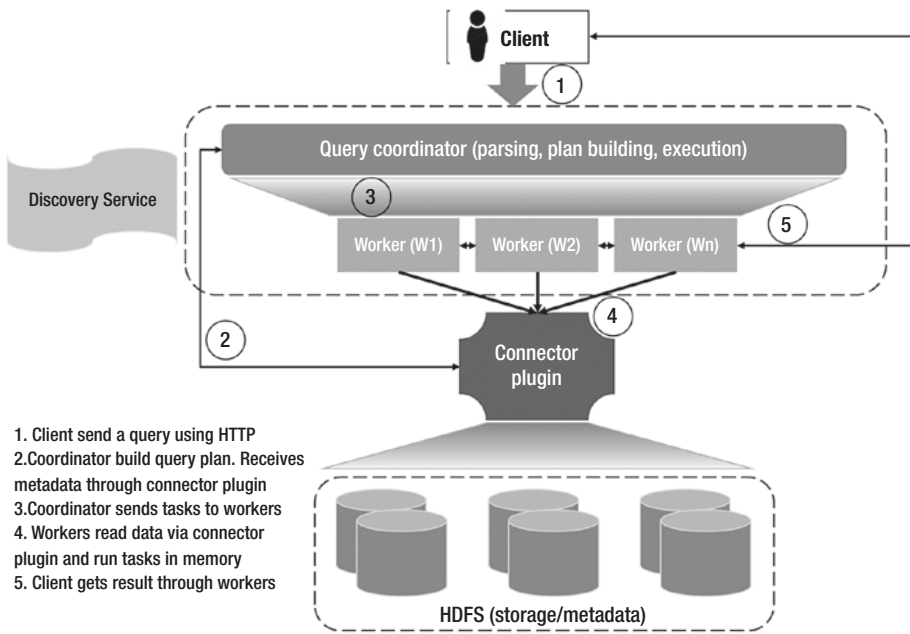 Client
1
Query coordinator (parsing, plan building, execution)
Discovery Service
3
Worker (W1)
Worker (W2)
Worker (Wn)
5
4
2
Connector
plugin
1. Client send a query using HTTP
2.Coordinator build query plan. Receives
metadata through connector plugin
3.Coordinator sends tasks to workers
4. Workers read data via connector
plugin and run tasks in memory
5. Client gets result through workers
HDFS (storage/metadata)